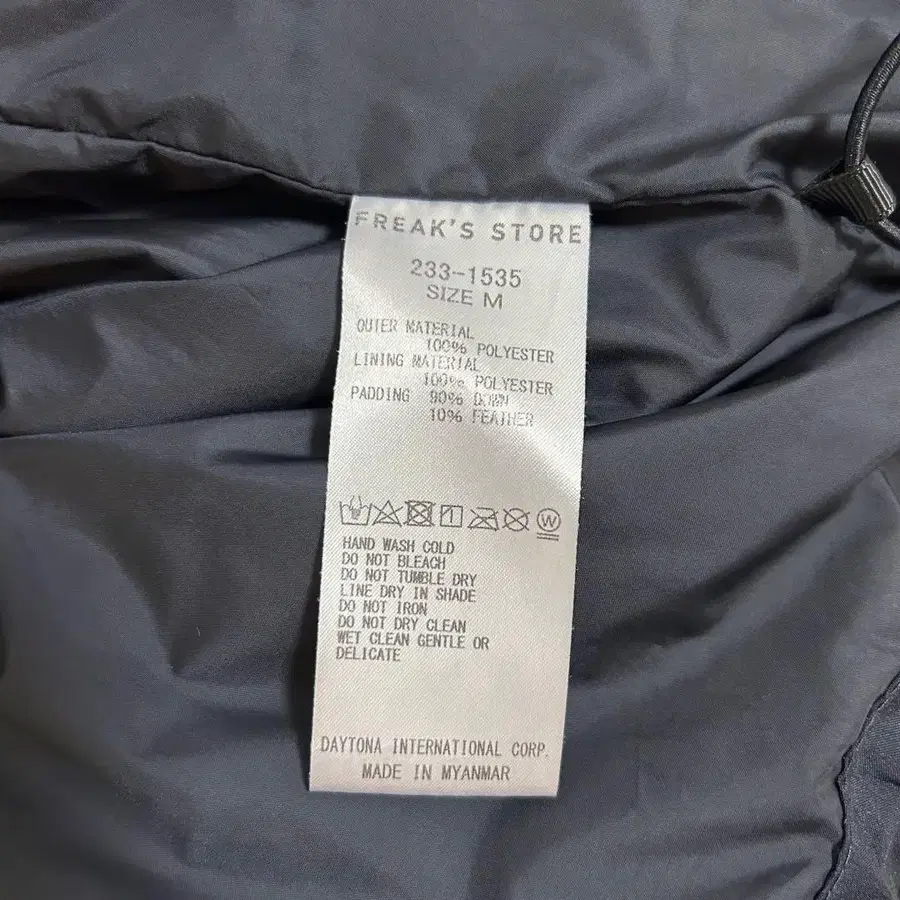 FREAK'S STORE
233-1535
SIZE M
OUTER MATERIAL
100% POLYESTER
LINING MATERIAL
100% POLYESTER
PADDING 90% DOWN
10% FEATHER
1 W
HAND WASH COLD
DO NOT BLEACH
DO NOT TUMBLE DRY
LINE DRY IN SHADE
DO NOT IRON
DO NOT DRY CLEAN
WET CLEAN GENTLE OR
DELICATE
DAYTONA INTERNATIONAL CORP.
MADE IN MYANMAR